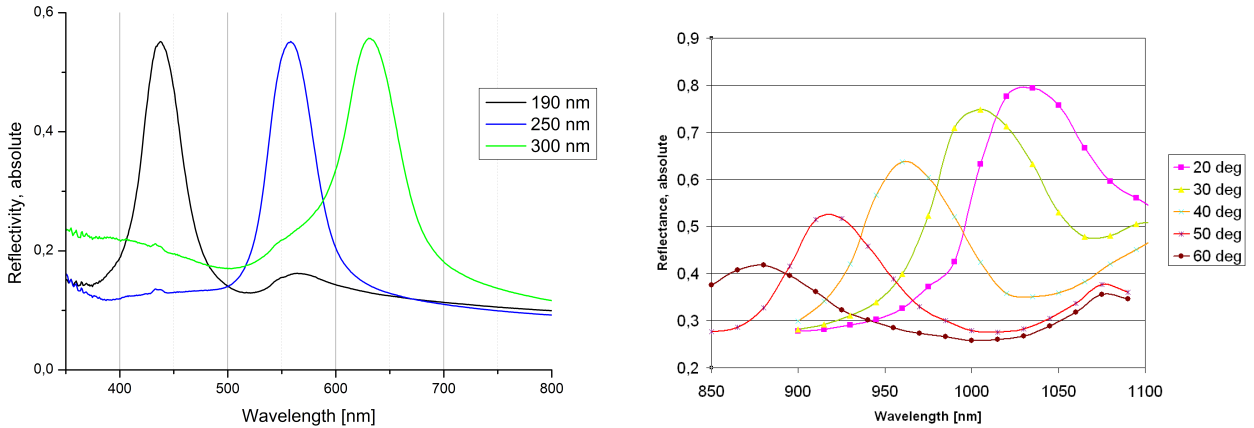 0,6
0,4
0,2
0,0
Reflectivity, absolute
400 500 600 700 800
Wavelength [nm]
190 nm
250 nm
300 nm
0,9
0,8
0,7
0,6
0,5
0,4
0,3
0,2
Reflectance, absolute
850 900 950 1000 1050 1100
Wavelength [nm]
20 deg
30 deg
40 deg
50 deg
60 deg